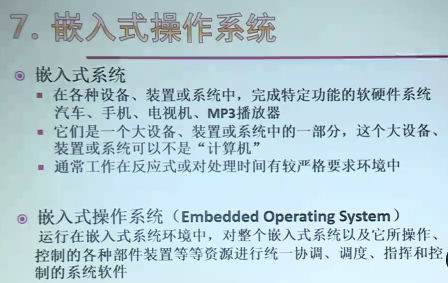 7. 嵌入式操作系统
嵌入式系统
在各种设备、装置或系统中，完成特定功能的软硬件系统
汽车、手机、电视机、MP3播放器
它们是一个大设备、装置或系统中的一部分，这个大设备、
装置或系统可以不是“计算机”
通常工作在反应式或对处理时间有较严格要求环境中
嵌入式操作系统（Embedded Operating System）
运行在嵌入式系统环境中，对整个嵌入式系统以及它所操作、
控制的各种部件装置等等资源进行统一协调、调度、指挥和控
制的系统软件